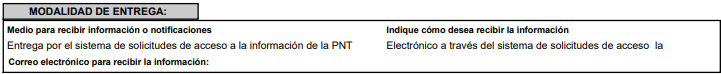 MODALIDAD DE ENTREGA:
Medio para recibir información o notificaciones Indique cómo desea recibir la información
Entrega por el sistema de solicitudes de acceso a la información de la PNT Electrónico a través del sistema de solicitudes de acceso la
Correo electrónico para recibir la información: